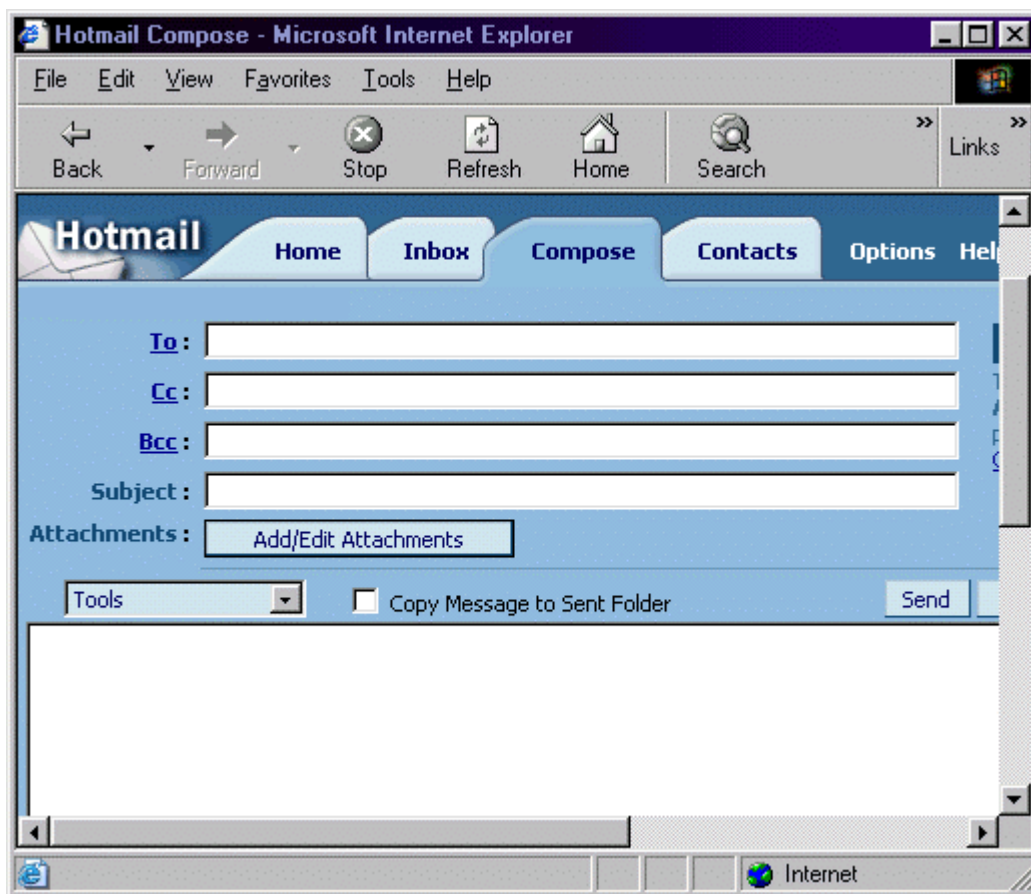 Hotmail Compose - Microsoft Internet Explorer
File Edit View Favorites Tools Help
Back Forward Stop Refresh Home Search » Links »
Hotmail Home Inbox Compose Contacts Options Hel
To :
Cc :
Bcc :
Subject :
Attachments : Add/Edit Attachments
Tools Copy Message to Sent Folder Send
Internet